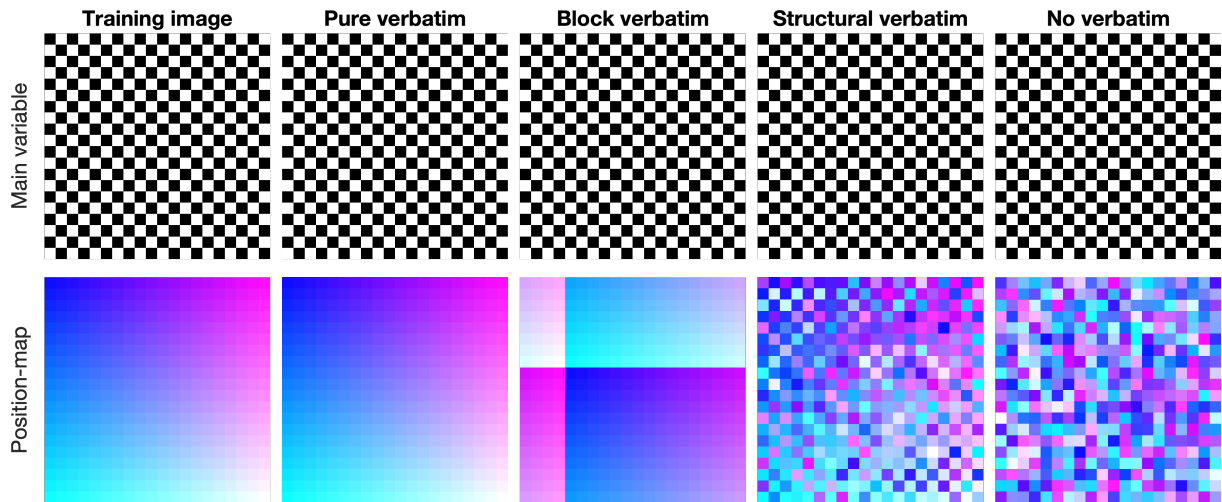 Training image
Pure verbatim
Block verbatim
Structural verbatim
No verbatim
Main variable
Position-map